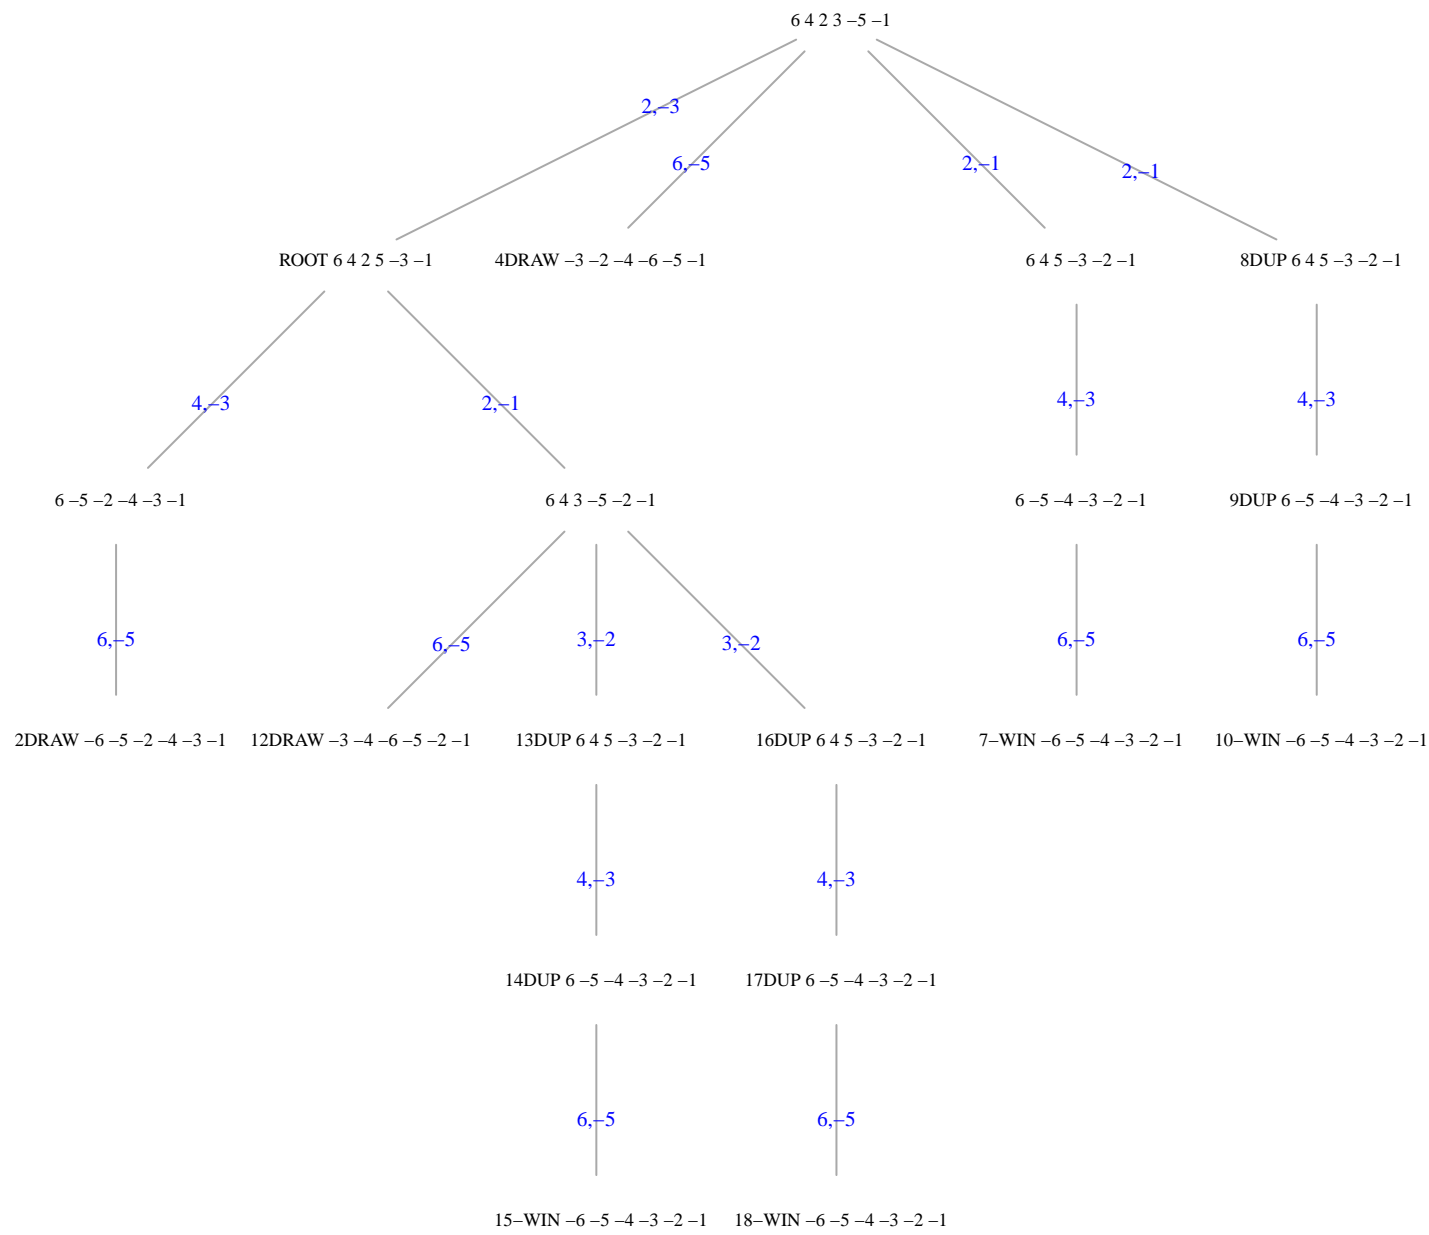 6 4 2 3 –5 –1
2,–3
6,–5
2,–1
2,–1
ROOT 6 4 2 5 –3 –1
4DRAW –3 –2 –4 –6 –5 –1
6 4 5 –3 –2 –1
8DUP 6 4 5 –3 –2 –1
4,–3
2,–1
4,–3
4,–3
6 –5 –2 –4 –3 –1
6 4 3 –5 –2 –1
6 –5 –4 –3 –2 –1
9DUP 6 –5 –4 –3 –2 –1
6,–5
6,–5
3,–2
3,–2
6,–5
6,–5
2DRAW –6 –5 –2 –4 –3 –1
12DRAW –3 –4 –6 –5 –2 –1
13DUP 6 4 5 –3 –2 –1
16DUP 6 4 5 –3 –2 –1
7–WIN –6 –5 –4 –3 –2 –1
10–WIN –6 –5 –4 –3 –2 –1
4,–3
4,–3
14DUP 6 –5 –4 –3 –2 –1
17DUP 6 –5 –4 –3 –2 –1
6,–5
6,–5
15–WIN –6 –5 –4 –3 –2 –1
18–WIN –6 –5 –4 –3 –2 –1